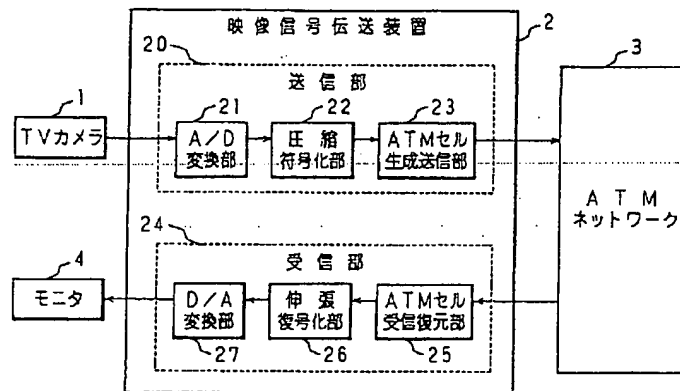 映像信号伝送装置
2
20
送信部
3
1
21
22
23
TVカメラ
A/D
変換部
圧縮
符号化部
ATMセル
生成送信部
ATM
ネットワーク
24
受信部
4
モニタ
D/A
変換部
伸張
復号化部
ATMセル
受信復元部
27
26
25